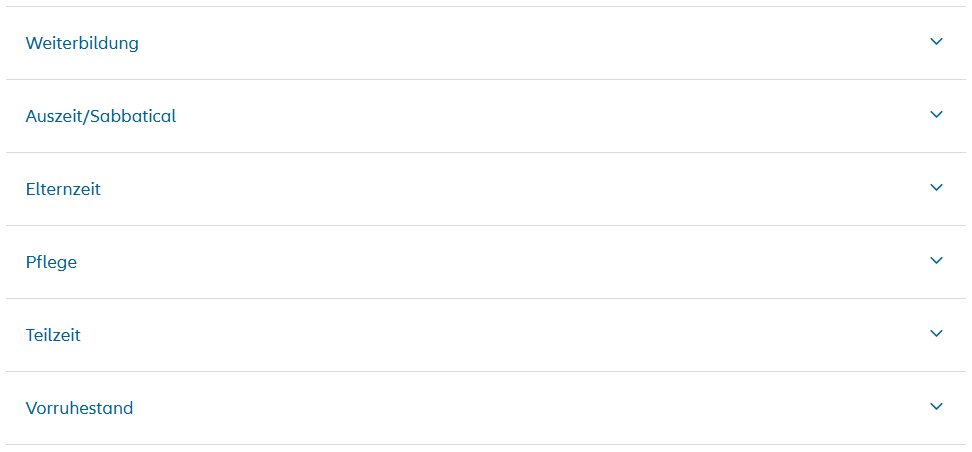 Weiterbildung
Auszeit/Sabbatical
Elternzeit
Pflege
Teilzeit
Vorruhestand